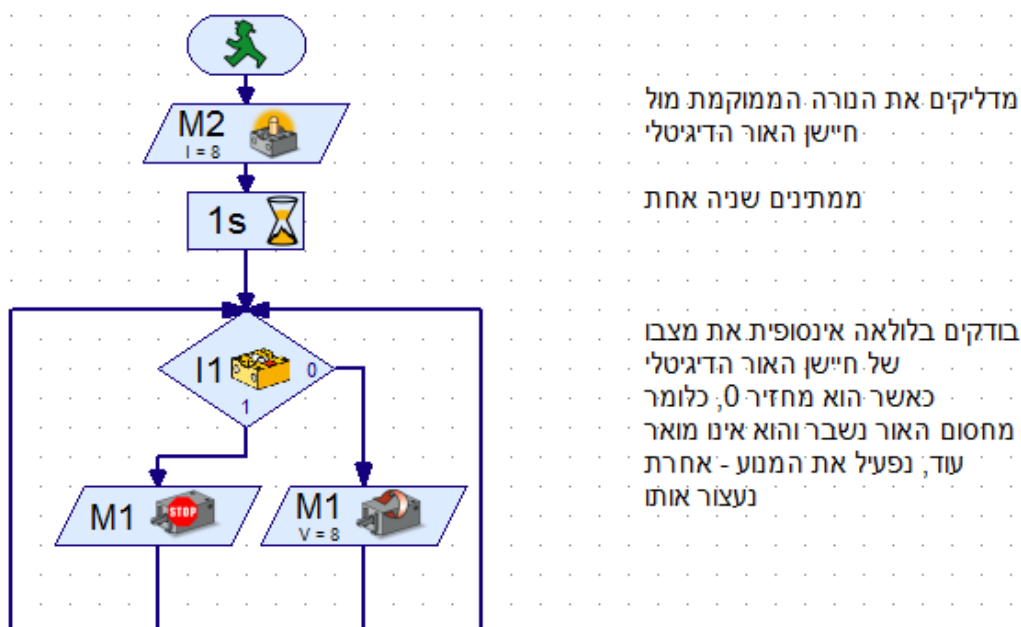 מדליקים את הנורה הממוקמת מול
חיישן האור הדיגיטלי
M2
I = 8
ממתינים שניה אחת
1s
בודקים בלולאה אינסופית את מצבו
של חיישן האור הדיגיטלי
כאשר הוא מחזיר 0, כלומר
מחסום האור נשבר והוא אינו מואר
עוד, נפעיל את המנוע - אחרת
נעצור אותו
I1
0
1
M1
STOP
M1
V = 8